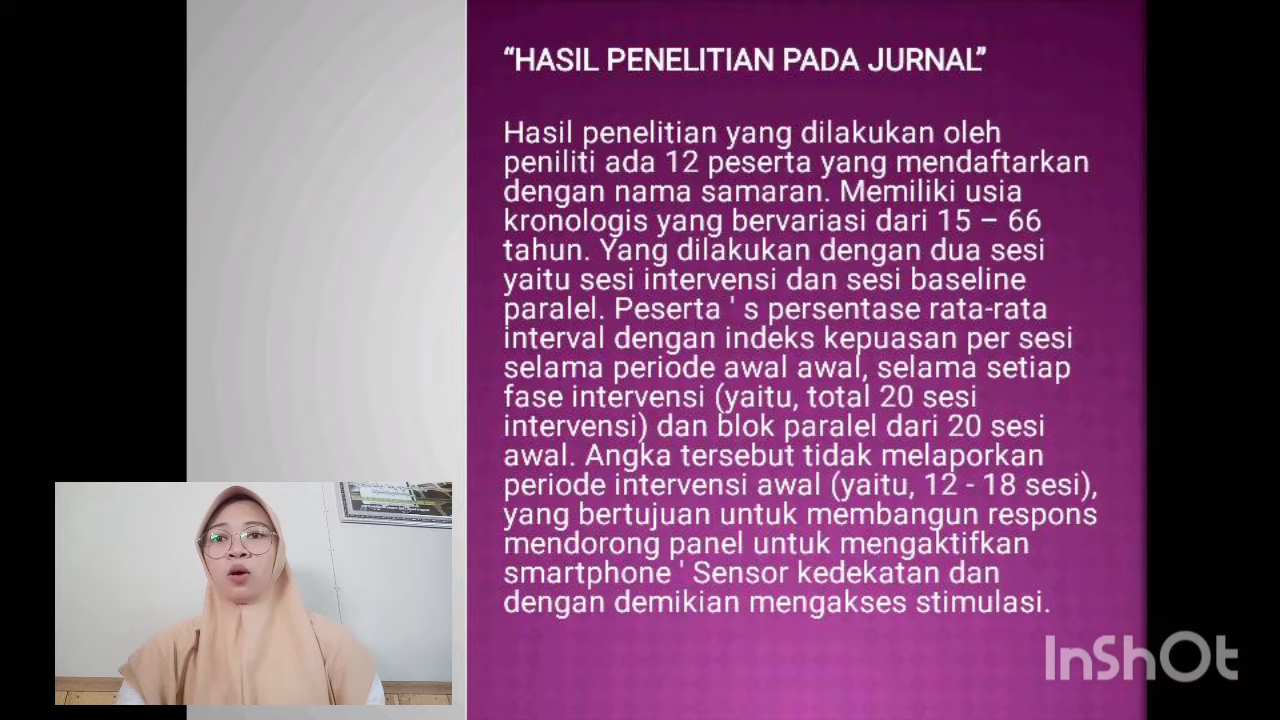 “HASIL PENELITIAN PADA JURNAL”
Hasil penelitian yang dilakukan oleh
peniliti ada 12 peserta yang mendaftarkan
dengan nama samaran. Memiliki usia
kronologis yang bervariasi dari 15 – 66
tahun. Yang dilakukan dengan dua sesi
yaitu sesi intervensi dan sesi baseline
paralel. Peserta ' s persentase rata-rata
interval dengan indeks kepuasan per sesi
selama periode awal awal, selama setiap
fase intervensi (yaitu, total 20 sesi
intervensi) dan blok paralel dari 20 sesi
awal. Angka tersebut tidak melaporkan
periode intervensi awal (yaitu, 12 - 18 sesi),
yang bertujuan untuk membangun respons
mendorong panel untuk mengaktifkan
smartphone ' Sensor kedekatan dan
dengan demikian mengakses stimulasi.
InShOt